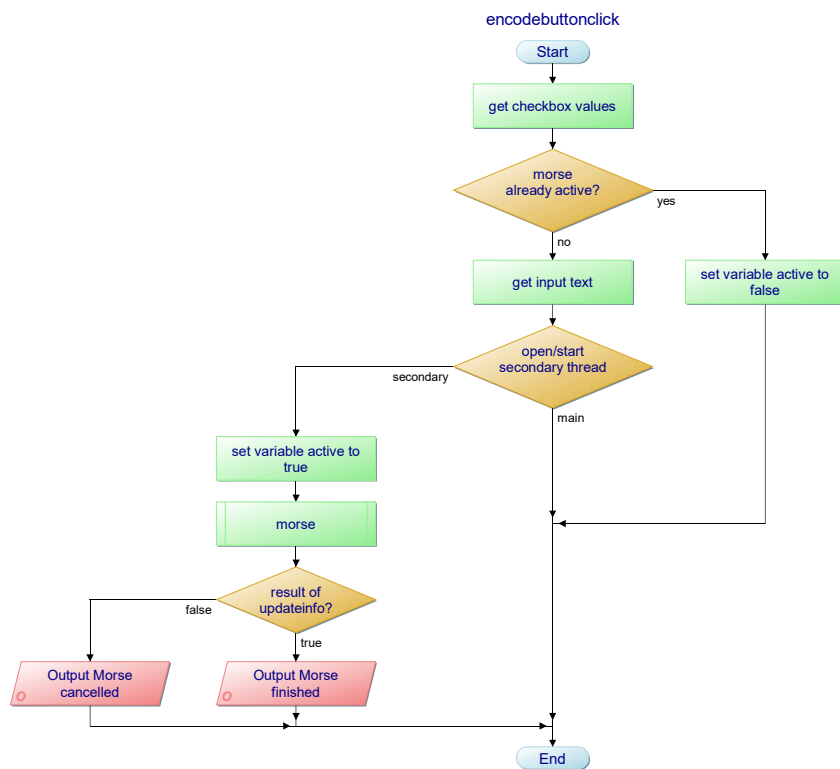 encodebuttonclick
Start
get checkbox values
morse
already active?
yes
no
get input text
set variable active to
false
open/start
secondary thread
secondary
main
set variable active to
true
morse
result of
updateinfo?
false
true
Output Morse
cancelled
O
Output Morse
finished
O
End